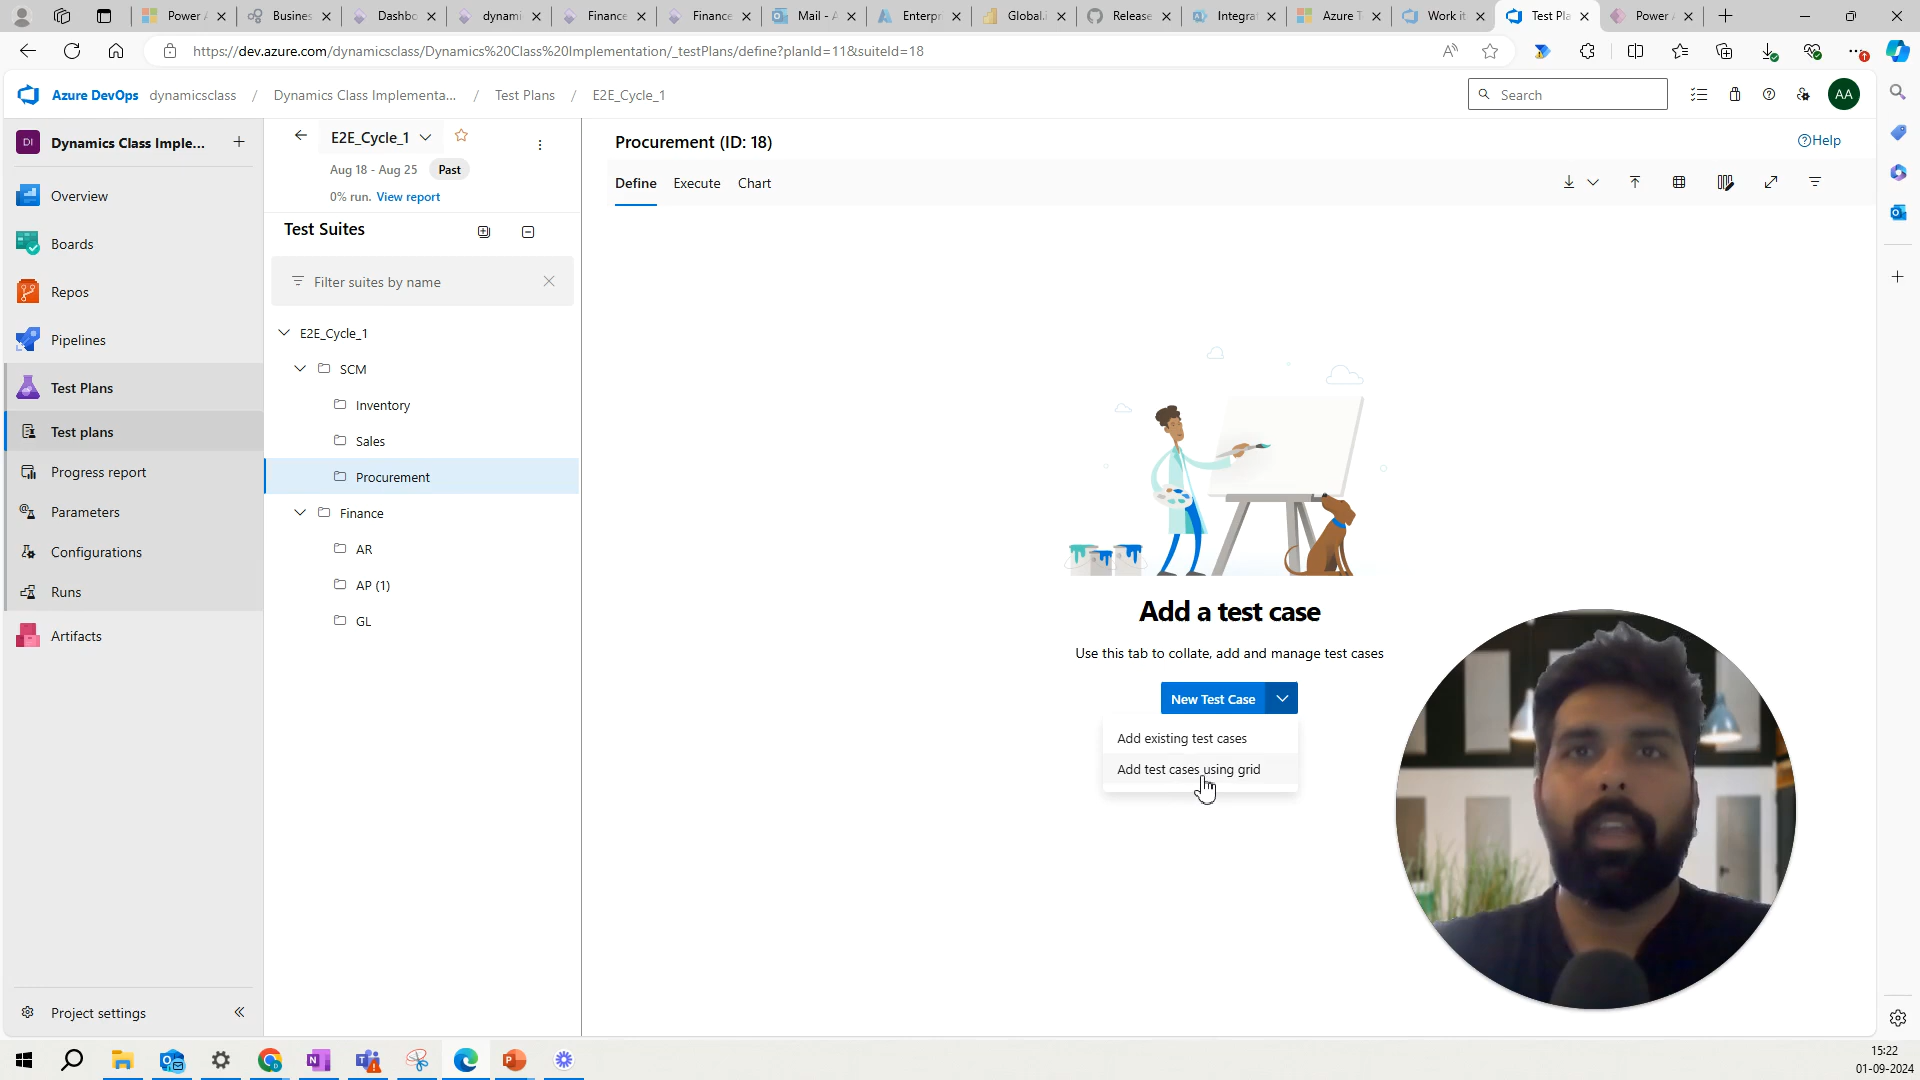 Power A
Busines
Dashbo
dynami
Finance
Finance
Mail - A
Enterpr
Global.i
Release
Integrat
Azure T
Work it
Test Pla
Power A
https://dev.azure.com/dynamicsclass/Dynamics%20Class%20Implementation/_testPlans/define?planId=11&suiteId=18
Azure DevOps dynamicsclass / Dynamics Class Implementa... / Test Plans / E2E_Cycle_1
Search
AA
DI Dynamics Class Imple...
Overview
Boards
Repos
Pipelines
Test Plans
Test plans
Progress report
Parameters
Configurations
Runs
Artifacts
Project settings
E2E_Cycle_1
Aug 18 - Aug 25 Past
0% run. View report
Test Suites
Filter suites by name
E2E_Cycle_1
SCM
Inventory
Sales
Procurement
Finance
AR
AP (1)
GL
Procurement (ID: 18)
Help
Define Execute Chart
Add a test case
Use this tab to collate, add and manage test cases
New Test Case
Add existing test cases
Add test cases using grid
15:22
01-09-2024